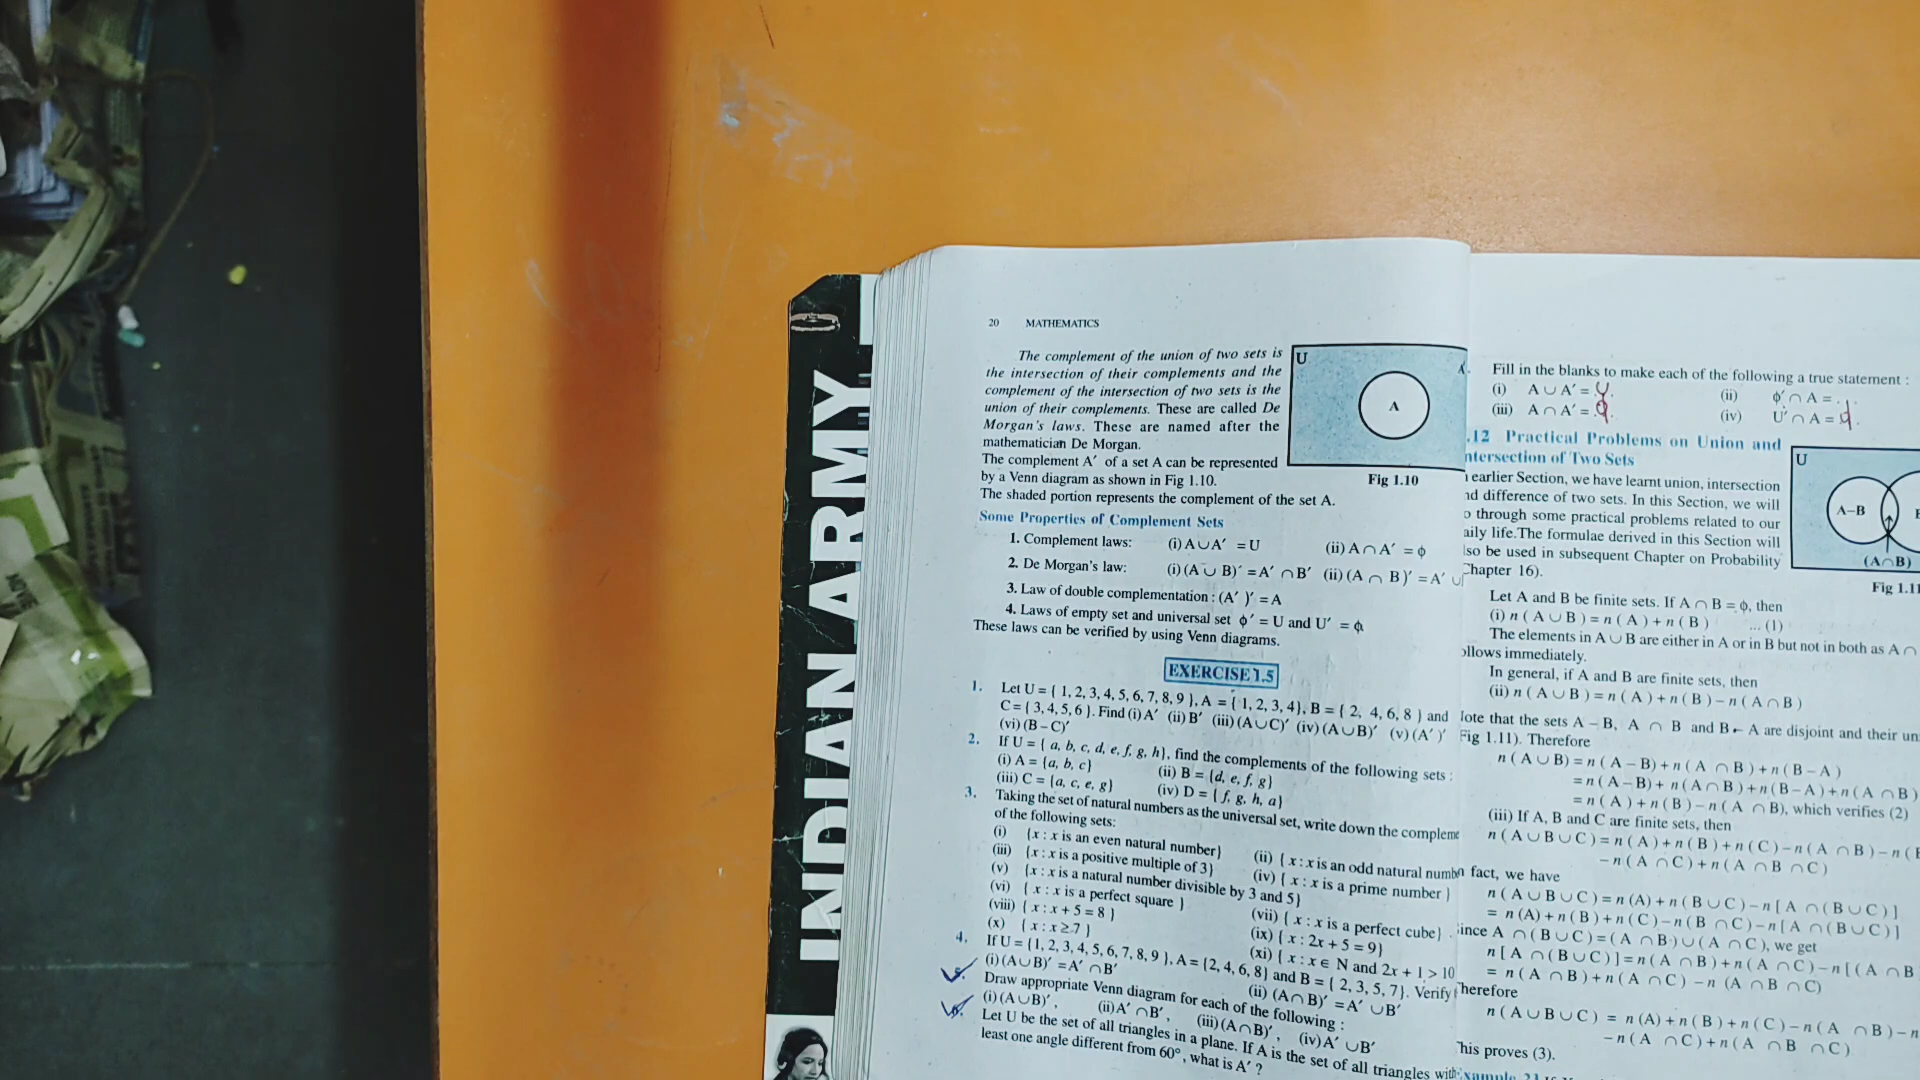 INDIAN ARMY
20 MATHEMATICS
The complement of the union of two sets is
the intersection of their complements and the
complement of the intersection of two sets is the
union of their complements. These are called De
Morgan's laws. These are named after the
mathematician De Morgan.
The complement A′ of a set A can be represented
by a Venn diagram as shown in Fig 1.10.
The shaded portion represents the complement of the set A.
U
A
A
Fig 1.10
Some Properties of Complement Sets
1. Complement laws: (i) A ∪ A′ = U (ii) A ∩ A′ = φ
2. De Morgan's law: (i) (A ∪ B)′ = A′ ∩ B′ (ii) (A ∩ B)′ = A′ ∪
3. Law of double complementation : (A′ )′ = A
4. Laws of empty set and universal set φ′ = U and U′ = φ.
These laws can be verified by using Venn diagrams.
EXERCISE 1.5
1. Let U = { 1, 2, 3, 4, 5, 6, 7, 8, 9 }, A = { 1, 2, 3, 4}, B = { 2, 4, 6, 8 } and
C = { 3, 4, 5, 6 }. Find (i) A′ (ii) B′ (iii) (A ∪ C)′ (iv) (A ∪ B)′ (v) (A′ )′
(vi) (B – C)′
2. If U = { a, b, c, d, e, f, g, h}, find the complements of the following sets :
(i) A = {a, b, c} (ii) B = {d, e, f, g}
(iii) C = {a, c, e, g} (iv) D = { f, g, h, a}
3. Taking the set of natural numbers as the universal set, write down the compleme
of the following sets:
(i) {x : x is an even natural number} (ii) { x : x is an odd natural numb
(iii) {x : x is a positive multiple of 3} (iv) { x : x is a prime number }
(v) {x : x is a natural number divisible by 3 and 5}
(vi) { x : x is a perfect square } (vii) { x : x is a perfect cube}
(viii) { x : x + 5 = 8 } (ix) { x : 2x + 5 = 9}
(x) { x : x ≥ 7 } (xi) { x : x ∈ N and 2x + 1 > 10
4. If U = {1, 2, 3, 4, 5, 6, 7, 8, 9 }, A = {2, 4, 6, 8} and B = { 2, 3, 5, 7}. Verify
(i) (A ∪ B)′ = A′ ∩ B′ (ii) (A ∩ B)′ = A′ ∪ B′
5. Draw appropriate Venn diagram for each of the following :
(i) (A ∪ B)′, (ii) A′ ∩ B′, (iii) (A ∩ B)′, (iv) A′ ∪ B′
6. Let U be the set of all triangles in a plane. If A is the set of all triangles with
least one angle different from 60°, what is A′ ?
Fill in the blanks to make each of the following a true statement :
(i) A ∪ A′ = . (ii) φ′ ∩ A = . . .
(iii) A ∩ A′ = φ. (iv) U′ ∩ A = φ.
.12 Practical Problems on Union and
ntersection of Two Sets
earlier Section, we have learnt union, intersection
nd difference of two sets. In this Section, we will
o through some practical problems related to our
aily life.The formulae derived in this Section will
lso be used in subsequent Chapter on Probability
Chapter 16).
U
A–B
(A∩B)
Fig 1.11
Let A and B be finite sets. If A ∩ B = φ, then
(i) n ( A ∪ B ) = n ( A ) + n ( B ) ... (1)
The elements in A ∪ B are either in A or in B but not in both as A ∩
ollows immediately.
In general, if A and B are finite sets, then
(ii) n ( A ∪ B ) = n ( A ) + n ( B ) – n ( A ∩ B )
lote that the sets A – B, A ∩ B and B – A are disjoint and their un
Fig 1.11). Therefore
n ( A ∪ B) = n ( A – B) + n ( A ∩ B ) + n ( B – A )
= n ( A – B) + n ( A ∩ B ) + n ( B – A ) + n ( A ∩ B )
= n ( A ) + n ( B ) – n ( A ∩ B), which verifies (2)
(iii) If A, B and C are finite sets, then
n ( A ∪ B ∪ C ) = n ( A ) + n ( B ) + n ( C ) – n ( A ∩ B ) – n ( B
– n ( A ∩ C ) + n ( A ∩ B ∩ C )
n fact, we have
n ( A ∪ B ∪ C ) = n (A) + n ( B ∪ C ) – n [ A ∩ ( B ∪ C ) ]
= n (A) + n ( B ) + n ( C ) – n ( B ∩ C ) – n [ A ∩ ( B ∪ C ) ]
ince A ∩ ( B ∪ C ) = ( A ∩ B ) ∪ ( A ∩ C ), we get
n [ A ∩ ( B ∪ C ) ] = n ( A ∩ B ) + n ( A ∩ C ) – n [ ( A ∩ B
= n ( A ∩ B ) + n ( A ∩ C ) – n (A ∩ B ∩ C)
Therefore
n ( A ∪ B ∪ C ) = n (A) + n ( B ) + n ( C ) – n ( A ∩ B ) – n
– n ( A ∩ C ) + n ( A ∩ B ∩ C )
This proves (3).